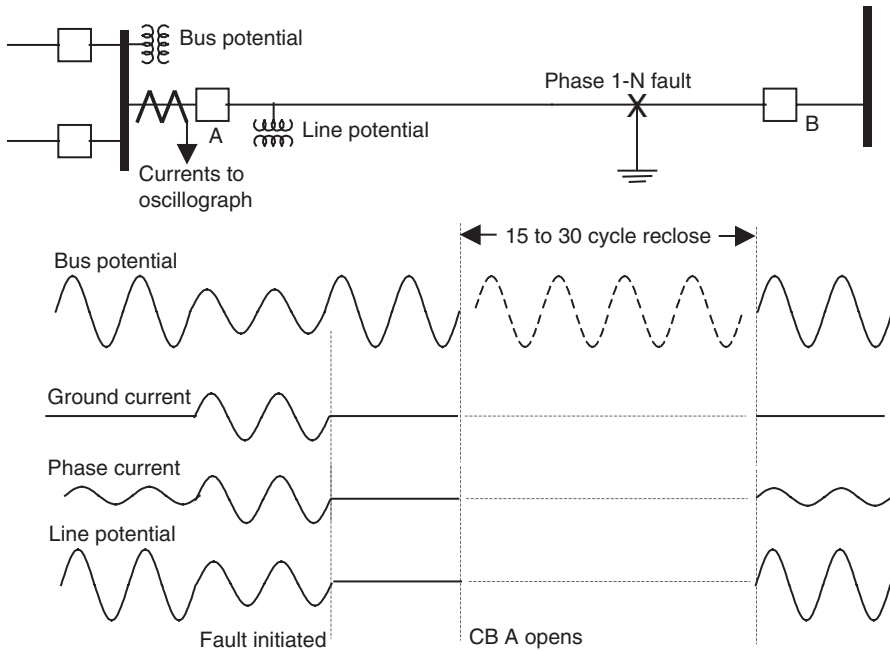 Bus potential
Phase 1-N fault
A
Line potential
B
Currents to
oscillograph
15 to 30 cycle reclose
Bus potential
Ground current
Phase current
Line potential
Fault initiated
CB A opens